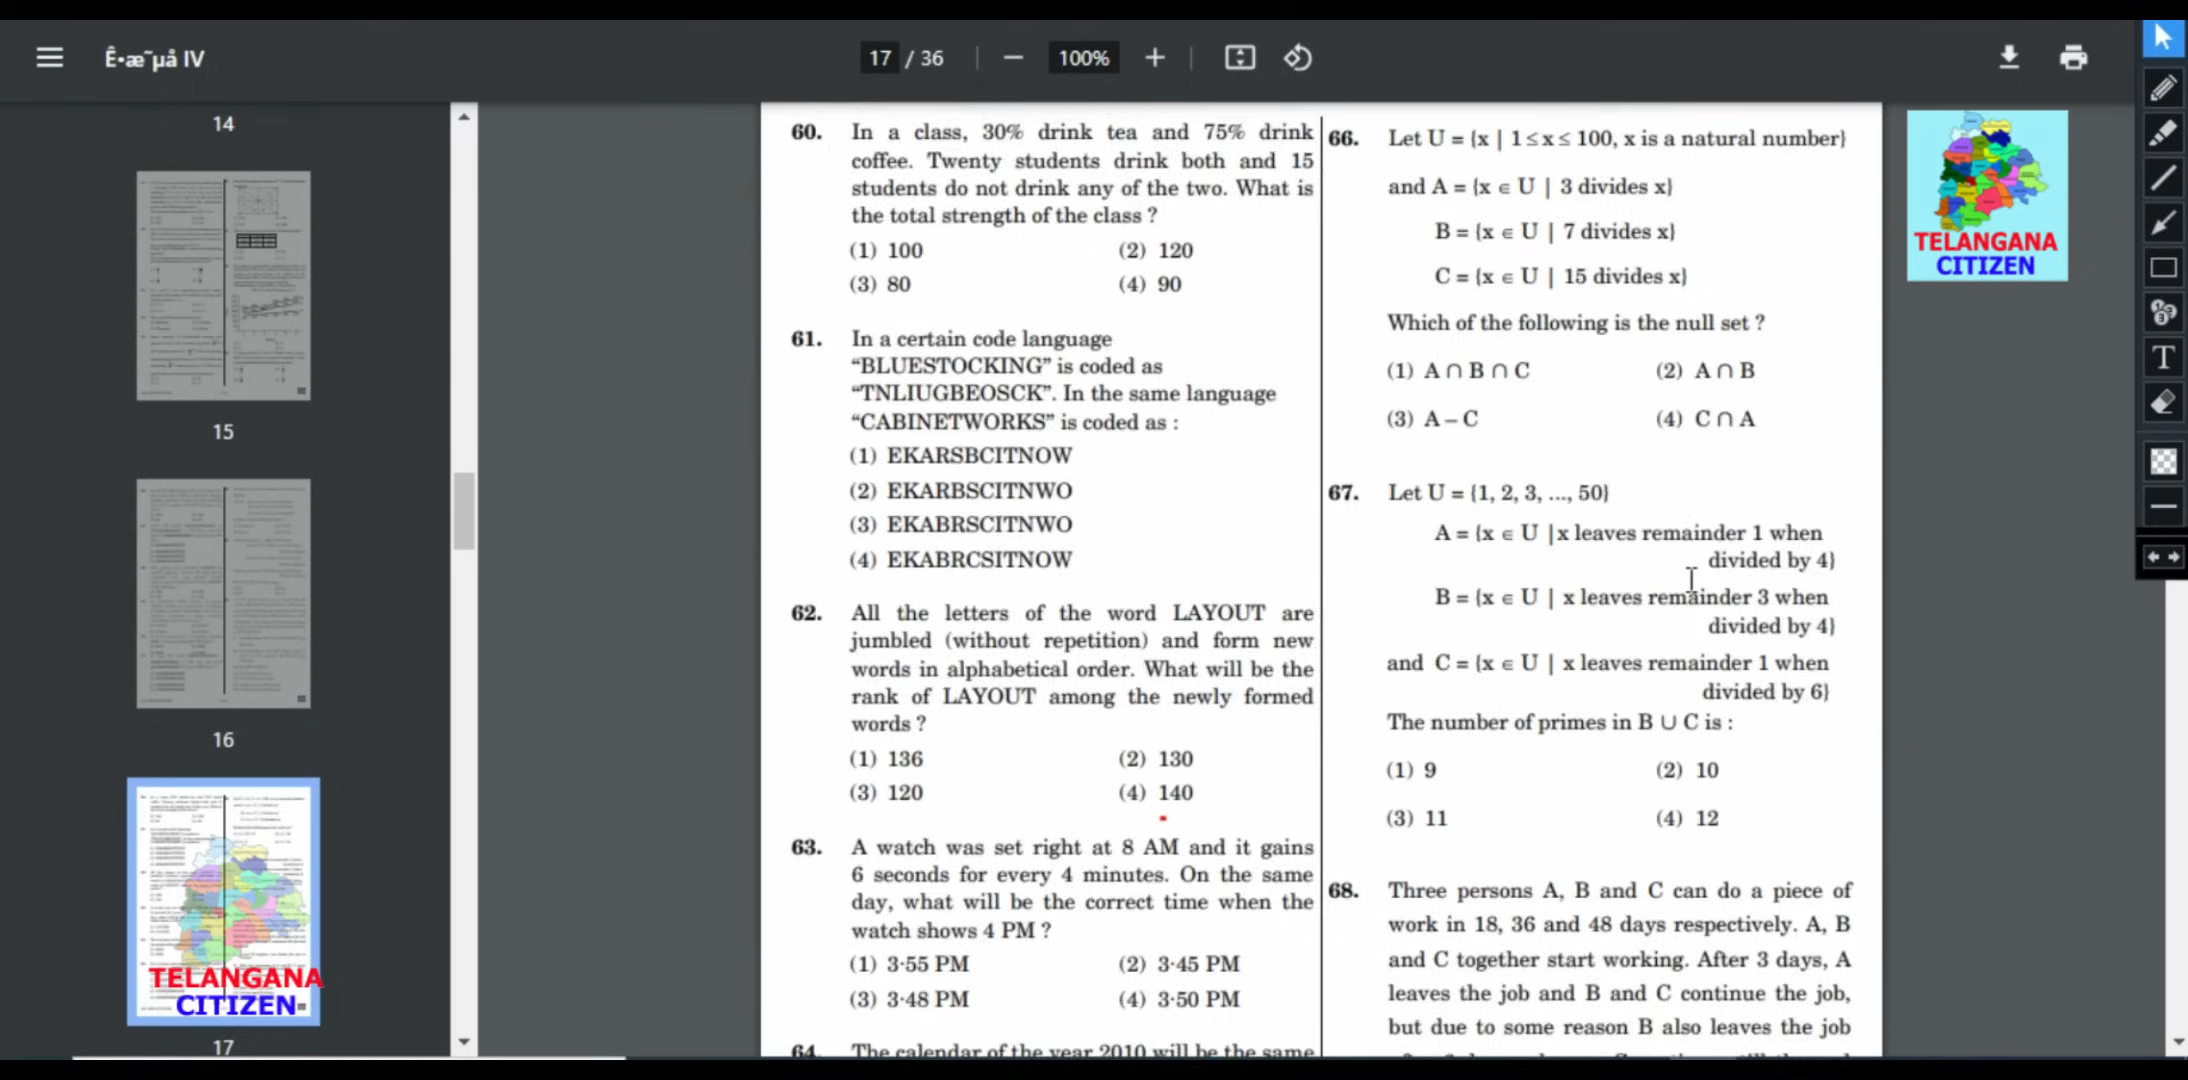 Ê•æ˜µå IV
17 / 36
100%
14
15
16
17
TELANGANA
CITIZEN
60. In a class, 30% drink tea and 75% drink
coffee. Twenty students drink both and 15
students do not drink any of the two. What is
the total strength of the class ?
(1) 100 (2) 120
(3) 80 (4) 90
61. In a certain code language
“BLUESTOCKING” is coded as
“TNLIUGBEOSCK”. In the same language
“CABINETWORKS” is coded as :
(1) EKARSBCITNOW
(2) EKARBSCITNWO
(3) EKABRSCITNWO
(4) EKABRCSITNOW
62. All the letters of the word LAYOUT are
jumbled (without repetition) and form new
words in alphabetical order. What will be the
rank of LAYOUT among the newly formed
words ?
(1) 136 (2) 130
(3) 120 (4) 140
63. A watch was set right at 8 AM and it gains
6 seconds for every 4 minutes. On the same
day, what will be the correct time when the
watch shows 4 PM ?
(1) 3·55 PM (2) 3·45 PM
(3) 3·48 PM (4) 3·50 PM
64. The calendar of the year 2010 will be the same
66. Let U = {x | 1 ≤ x ≤ 100, x is a natural number}
and A = {x ∈ U | 3 divides x}
B = {x ∈ U | 7 divides x}
C = {x ∈ U | 15 divides x}
Which of the following is the null set ?
(1) A ∩ B ∩ C (2) A ∩ B
(3) A – C (4) C ∩ A
67. Let U = {1, 2, 3, ..., 50}
A = {x ∈ U |x leaves remainder 1 when
divided by 4}
B = {x ∈ U | x leaves remainder 3 when
divided by 4}
and C = {x ∈ U | x leaves remainder 1 when
divided by 6}
The number of primes in B ∪ C is :
(1) 9 (2) 10
(3) 11 (4) 12
68. Three persons A, B and C can do a piece of
work in 18, 36 and 48 days respectively. A, B
and C together start working. After 3 days, A
leaves the job and B and C continue the job,
but due to some reason B also leaves the job
TELANGANA
CITIZEN